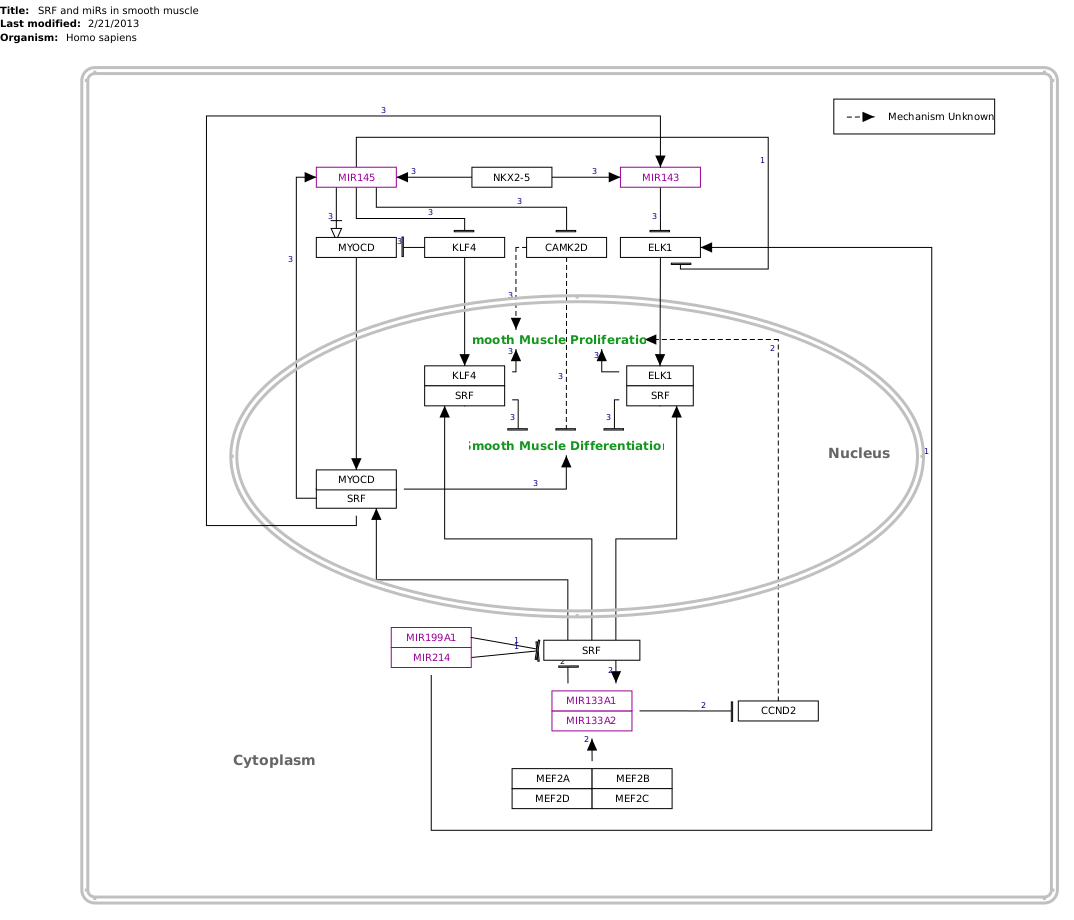 Title: SRF and miRs in smooth muscle
Last modified: 2/21/2013
Organism: Homo sapiens
3
Mechanism Unknown
1
MIR145
3
NKX2-5
3
MIR143
3
3
3
3
MYOCD
3
KLF4
CAMK2D
ELK1
3
3
mooth Muscle Proliferatio
2
3
3
KLF4
SRF
3
ELK1
SRF
3
3
mooth Muscle Differentiation
Nucleus
1
MYOCD
SRF
3
MIR199A1
MIR214
1
1
SRF
2
2
MIR133A1
MIR133A2
2
CCND2
2
Cytoplasm
MEF2A
MEF2B
MEF2D
MEF2C